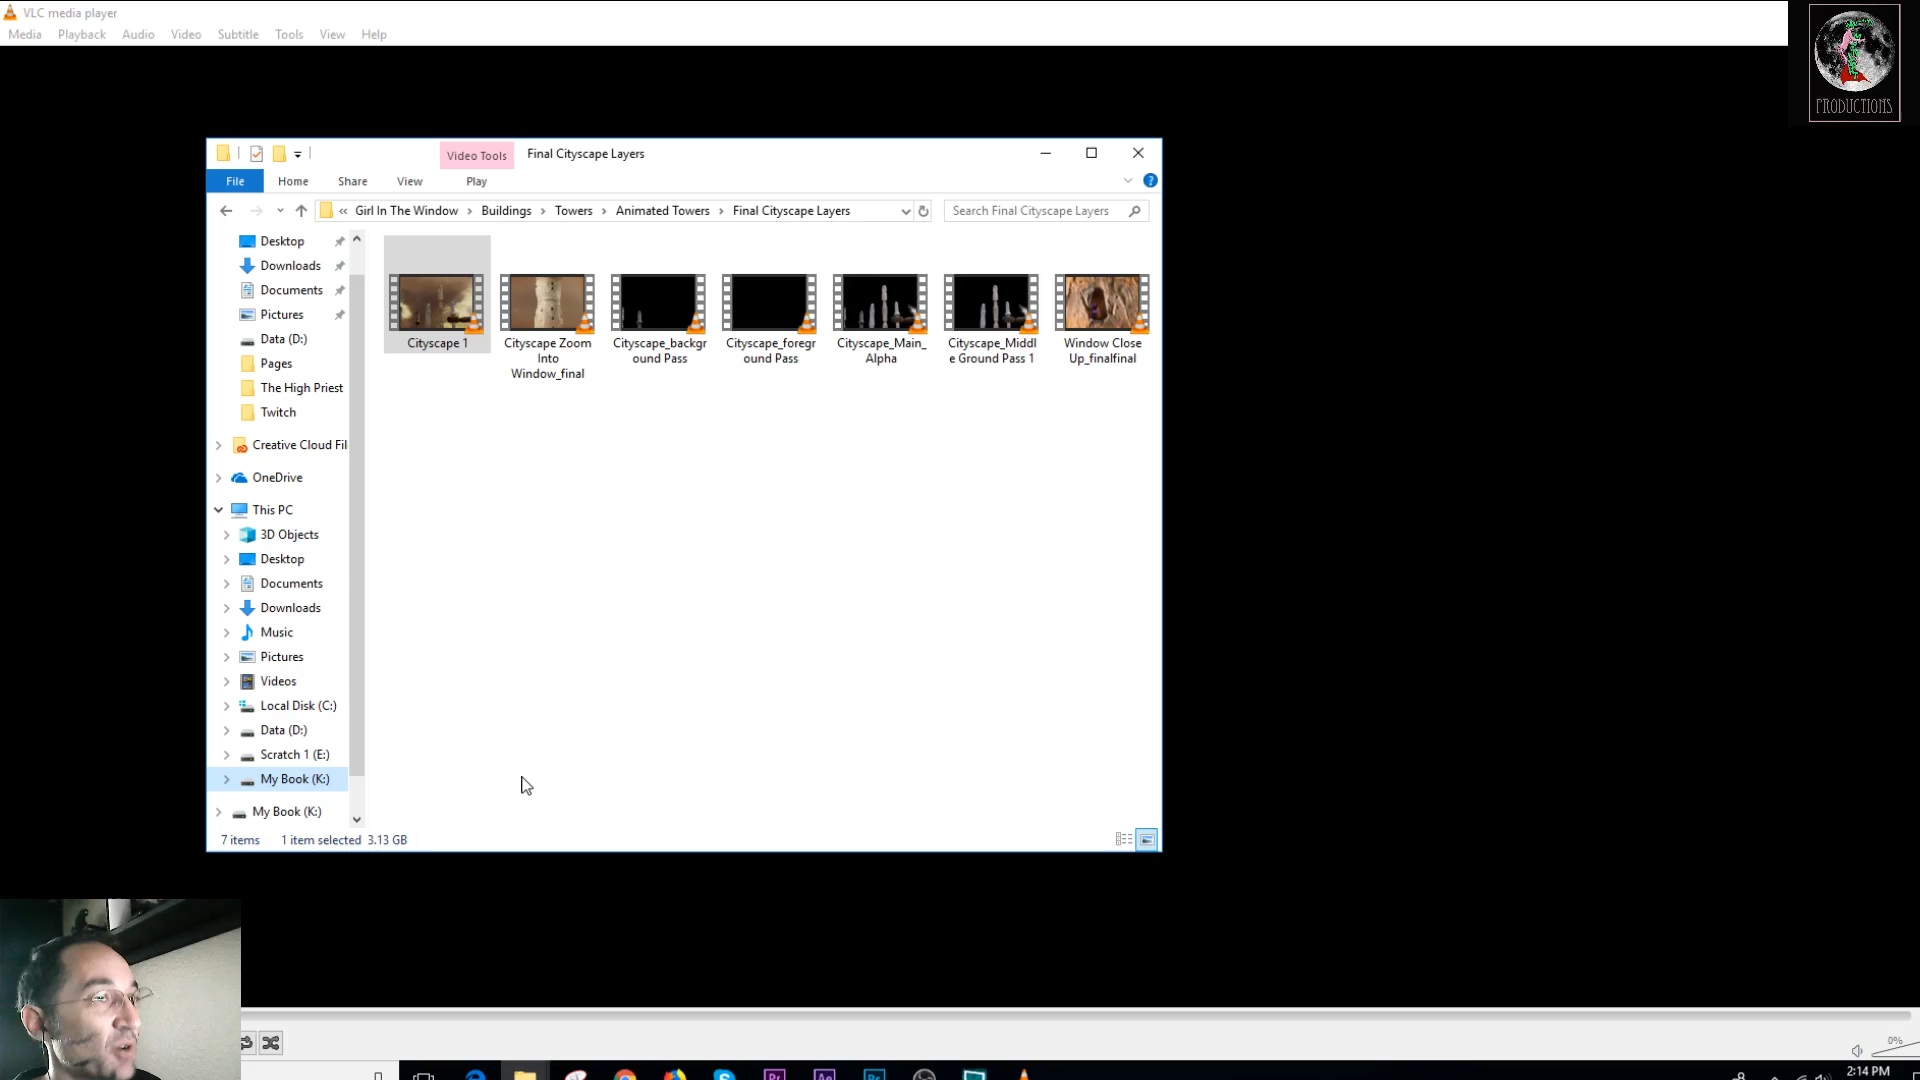 VLC media player
Media Playback Audio Video Subtitle Tools View Help
PRODUCTIONS
Video Tools Final Cityscape Layers
File Home Share View Play
« Girl In The Window › Buildings › Towers › Animated Towers › Final Cityscape Layers
Search Final Cityscape Layers
Desktop
Downloads
Documents
Pictures
Data (D:)
Pages
The High Priest
Twitch
Creative Cloud Fil
OneDrive
This PC
3D Objects
Desktop
Documents
Downloads
Music
Pictures
Videos
Local Disk (C:)
Data (D:)
Scratch 1 (E:)
My Book (K:)
My Book (K:)
Cityscape 1
Cityscape Zoom
Into
Window_final
Cityscape_backgr
ound Pass
Cityscape_foregr
ound Pass
Cityscape_Main_
Alpha
Cityscape_Middl
e Ground Pass 1
Window Close
Up_finalfinal
7 items 1 item selected 3.13 GB
0%
2:14 PM